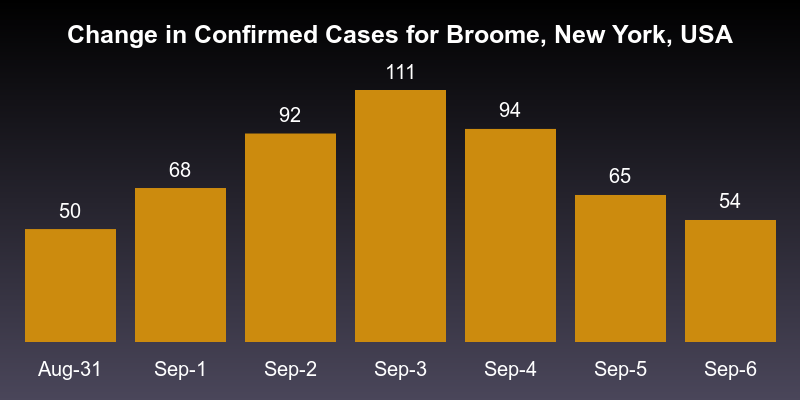 Change in Confirmed Cases for Broome, New York, USA
50 68 92 111 94 65 54
Aug-31 Sep-1 Sep-2 Sep-3 Sep-4 Sep-5 Sep-6